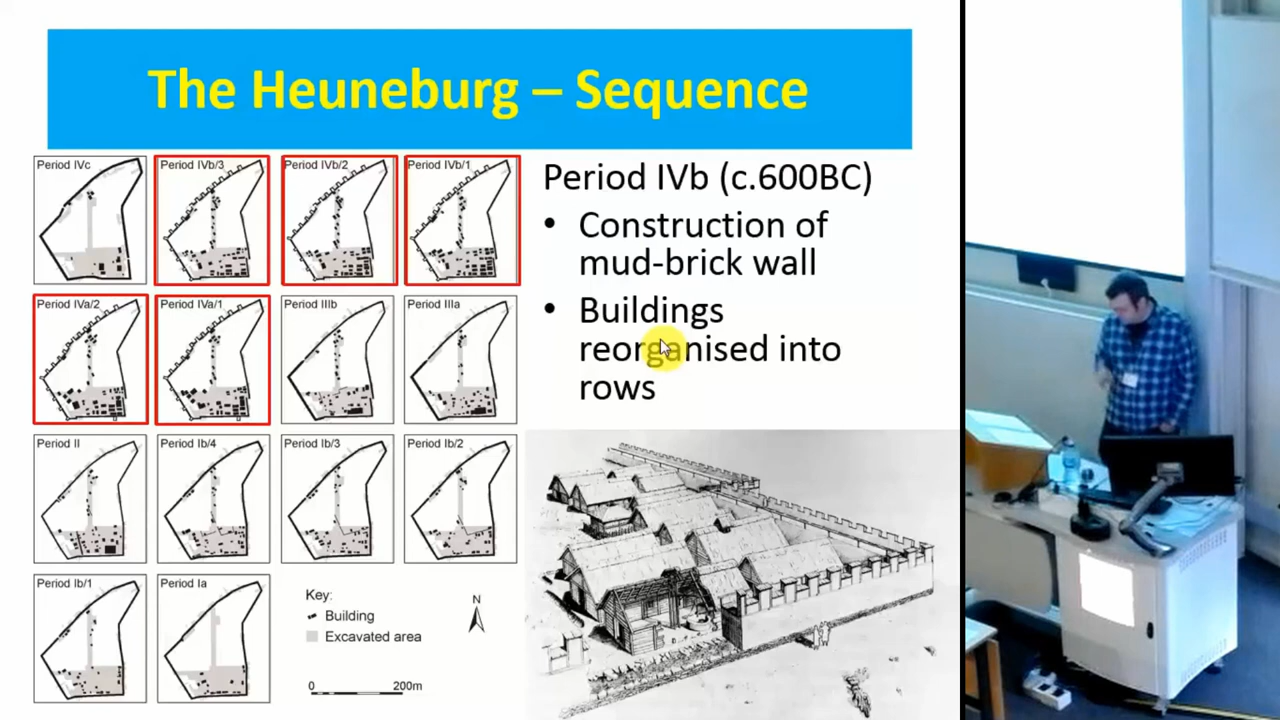 The Heuneburg – Sequence
Period IVc
Period IVb/3
Period IVb/2
Period IVb/1
Period IVa/2
Period IVa/1
Period IIIb
Period IIIa
Period II
Period Ib/4
Period Ib/3
Period Ib/2
Period Ib/1
Period Ia
Key:
Building
Excavated area
N
0 200m
Period IVb (c.600BC)
• Construction of
mud-brick wall
• Buildings
reorganised into
rows